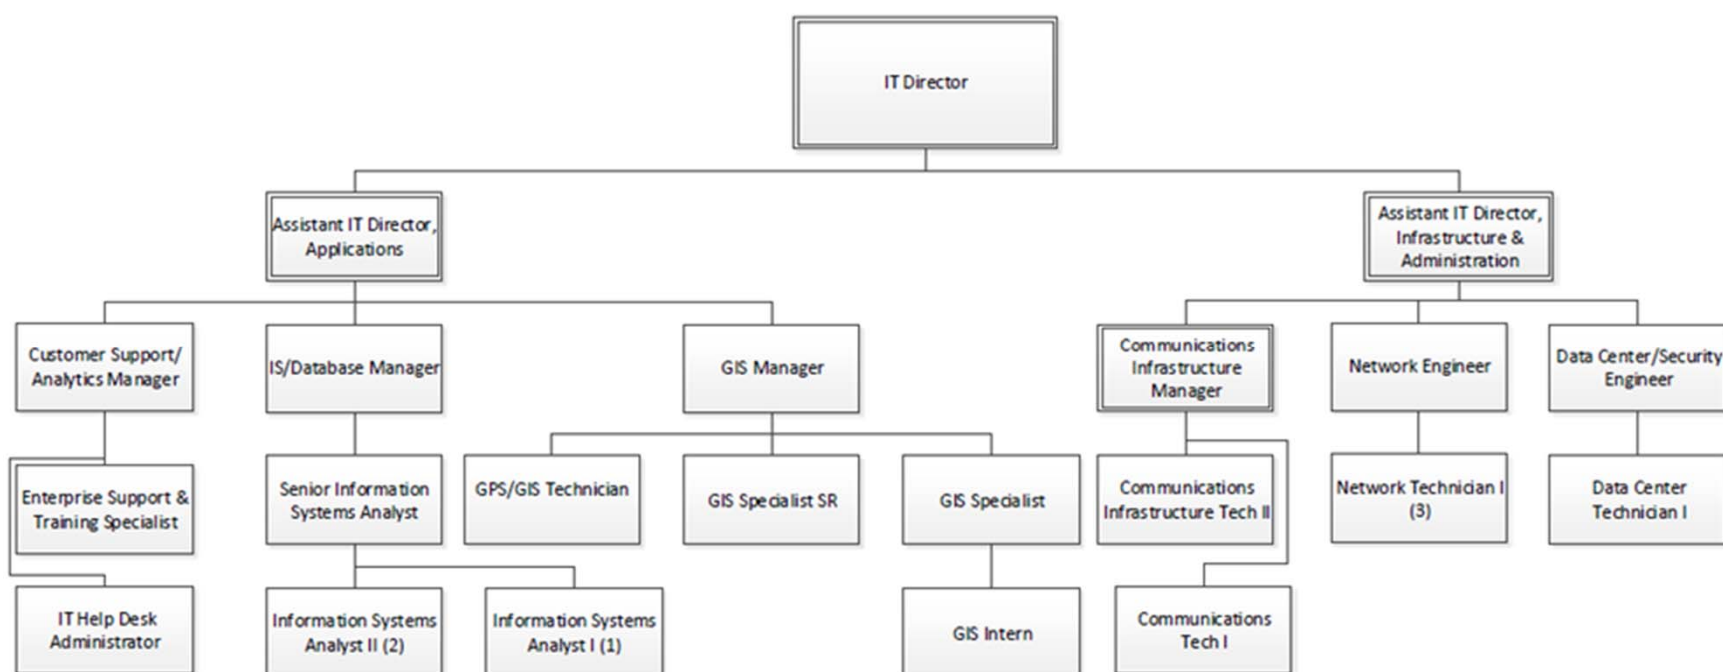 IT Director
Assistant IT Director,
Applications
Assistant IT Director,
Infrastructure &
Administration
Customer Support/
Analytics Manager
IS/Database Manager
GIS Manager
Communications
Infrastructure
Manager
Network Engineer
Data Center/Security
Engineer
Enterprise Support &
Training Specialist
Senior Information
Systems Analyst
GPS/GIS Technician
GIS Specialist SR
GIS Specialist
Communications
Infrastructure Tech II
Network Technician I
(3)
Data Center
Technician I
IT Help Desk
Administrator
Information Systems
Analyst II (2)
Information Systems
Analyst I (1)
GIS Intern
Communications
Tech I